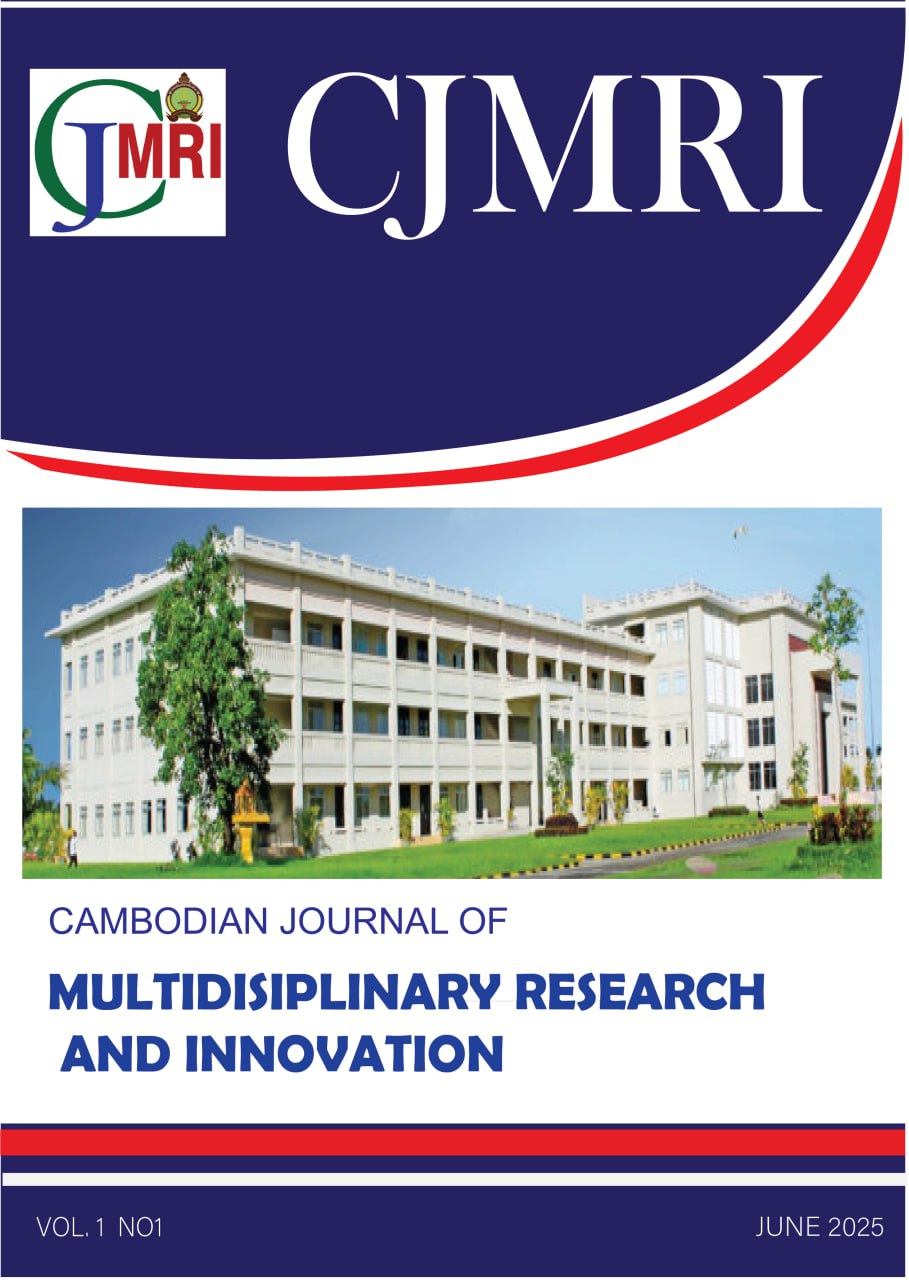 CJMRI
CJMRI
CAMBODIAN JOURNAL OF
MULTIDISIPLINARY RESEARCH
AND INNOVATION
VOL. 1 NO1
JUNE 2025